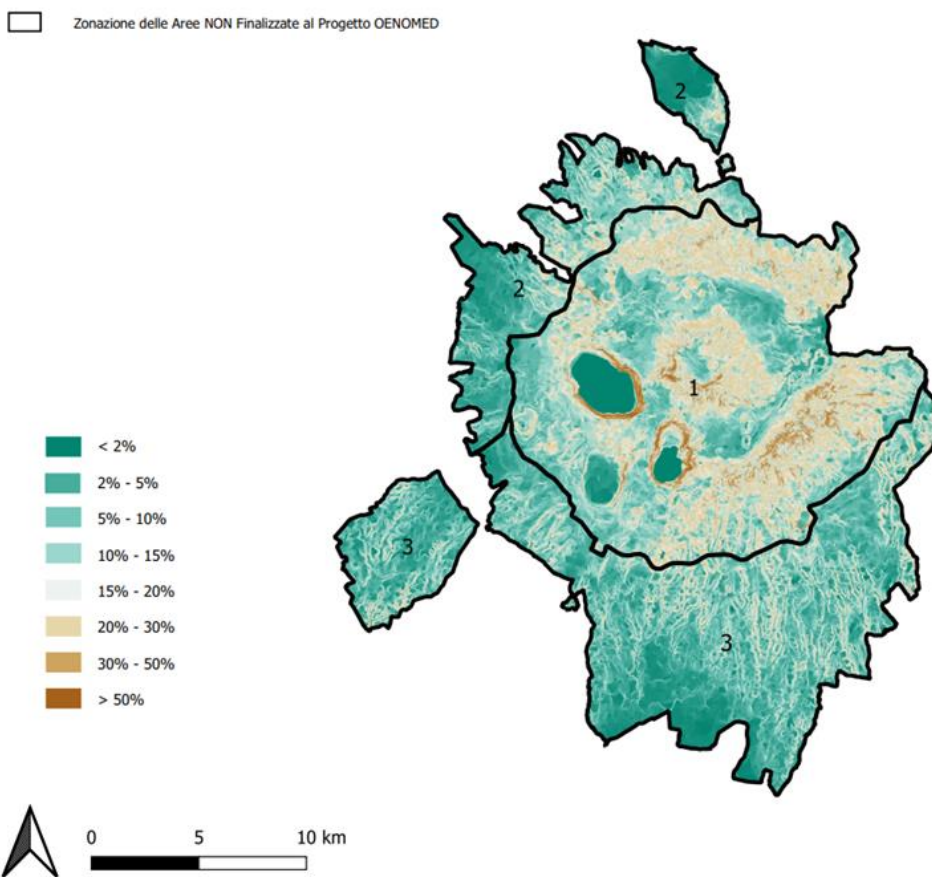 Zonazione delle Aree NON Finalizzate al Progetto OENOMED
2
2
1
3
3
< 2%
2% - 5%
5% - 10%
10% - 15%
15% - 20%
20% - 30%
30% - 50%
> 50%
0 5 10 km